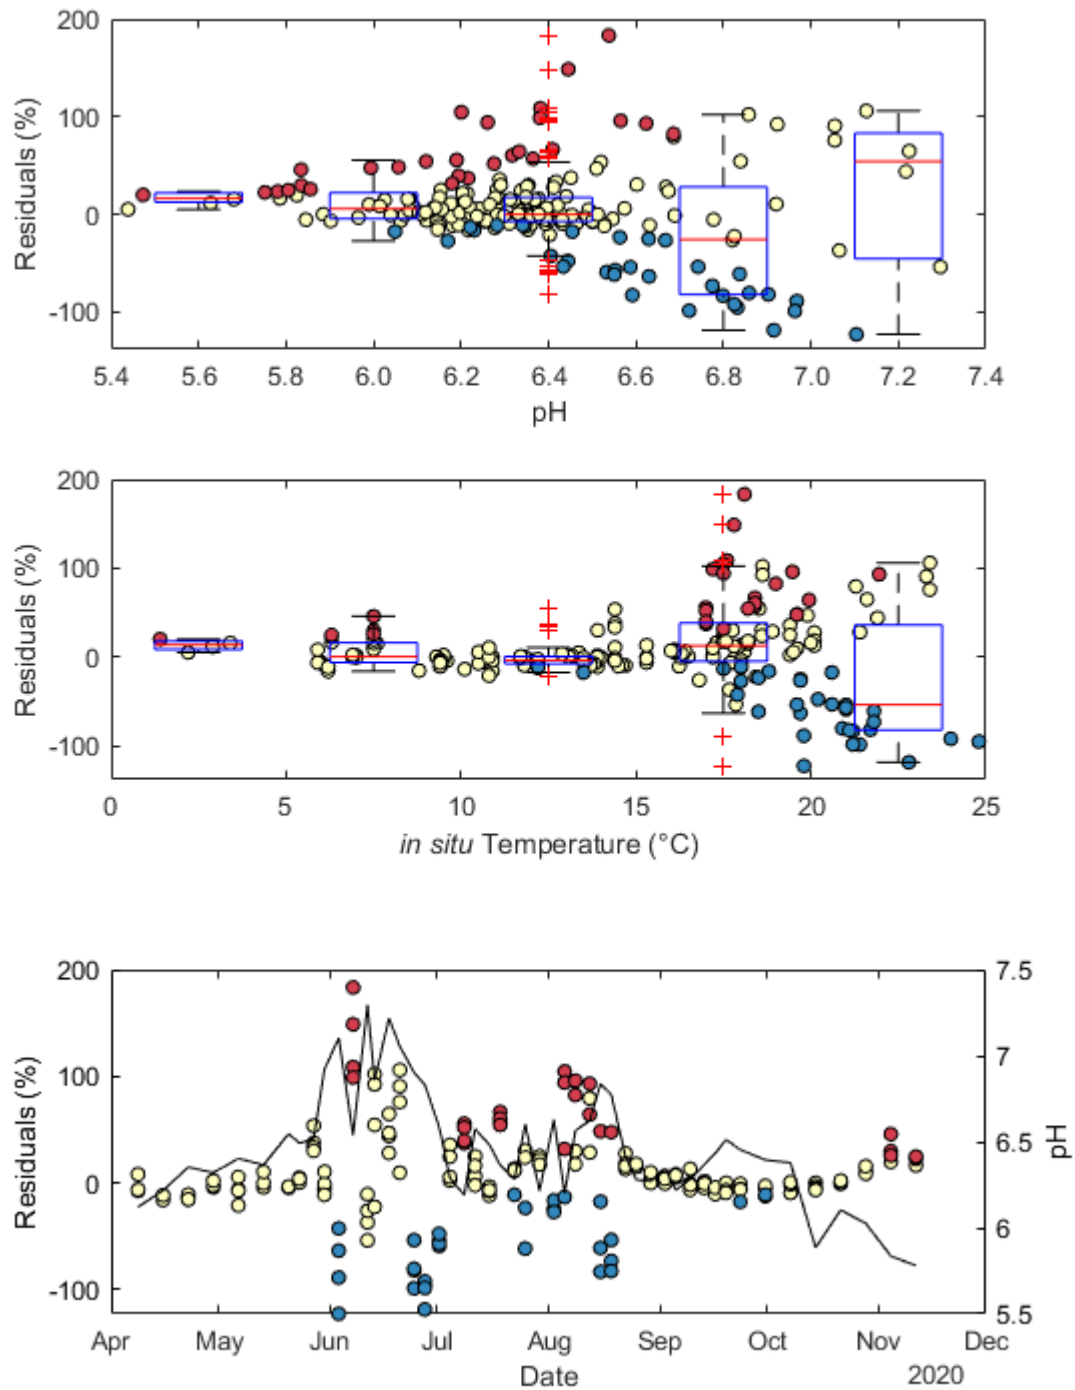 200
100
0
-100
Residuals (%)
5.4 5.6 5.8 6.0 6.2 6.4 6.6 6.8 7.0 7.2 7.4
pH
200
100
0
-100
Residuals (%)
0 5 10 15 20 25
in situ Temperature (°C)
200
100
0
-100
Residuals (%)
7.5
7
6.5
6
5.5
pH
Apr May Jun Jul Aug Sep Oct Nov Dec
Date
2020